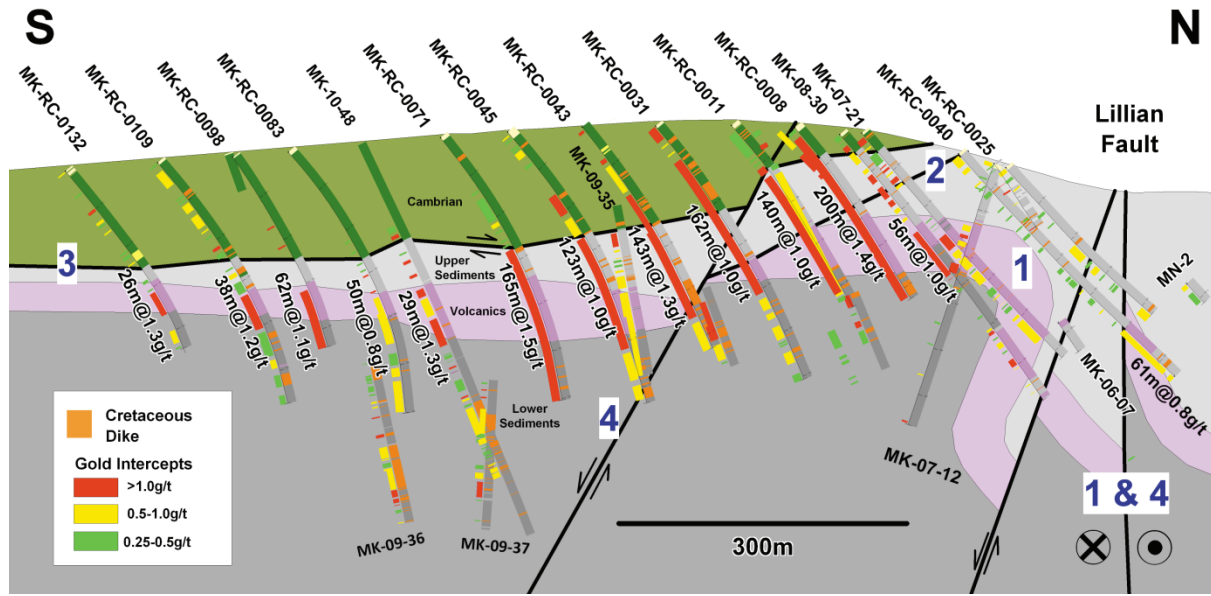 S
N
MK-RC-0132
MK-RC-0109
MK-RC-0098
MK-RC-0083
MK-10-48
MK-RC-0071
MK-RC-0045
MK-RC-0043
MK-RC-0031
MK-RC-0011
MK-RC-0008
MK-08-30
MK-07-21
MK-RC-0040
MK-RC-0025
Lillian
Fault
MK-09-35
2
Cambrian
3
Upper
Sediments
Volcanics
1
MN-2
26m@1.3g/t
38m@1.2g/t
62m@1.1g/t
50m@0.8g/t
29m@1.3g/t
165m@1.5g/t
123m@1.0g/t
143m@1.3g/t
162m@1.0g/t
140m@1.0g/t
200m@1.4g/t
56m@1.0g/t
61m@0.8g/t
MK-06-07
Lower
Sediments
4
MK-07-12
Cretaceous
Dike
Gold Intercepts
>1.0g/t
0.5-1.0g/t
0.25-0.5g/t
MK-09-36
MK-09-37
300m
1 & 4